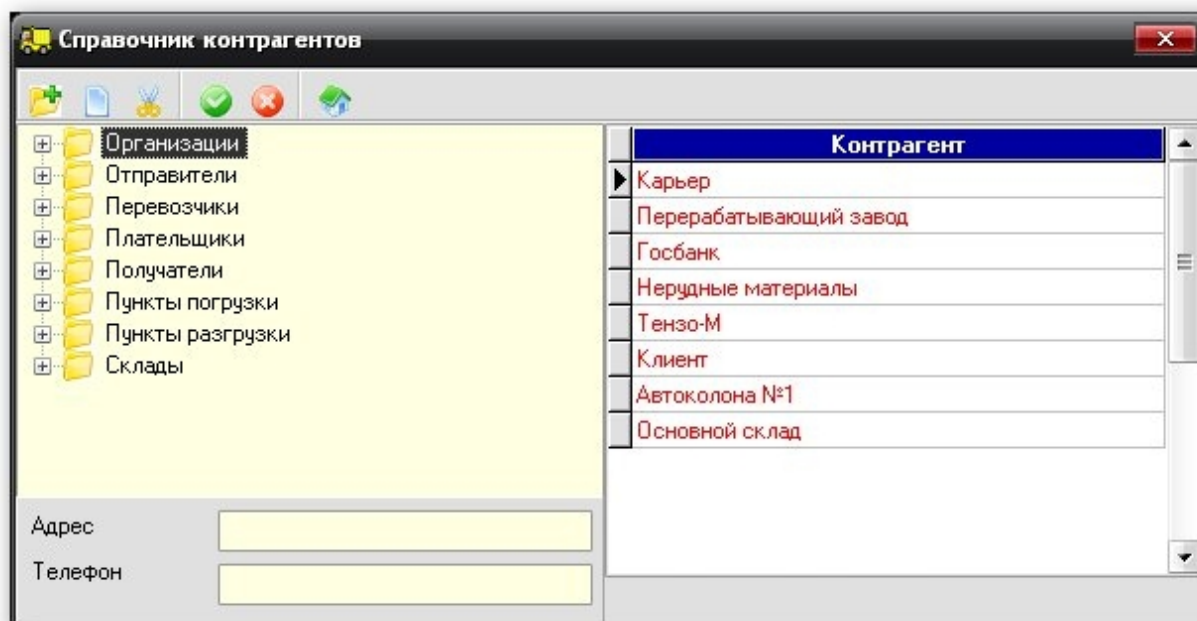 Справочник контрагентов
Организации
Отправители
Перевозчики
Плательщики
Получатели
Пункты погрузки
Пункты разгрузки
Склады
Адрес
Телефон
Контрагент
Карьер
Перерабатывающий завод
Госбанк
Нерудные материалы
Тензо-М
Клиент
Автоколона №1
Основной склад